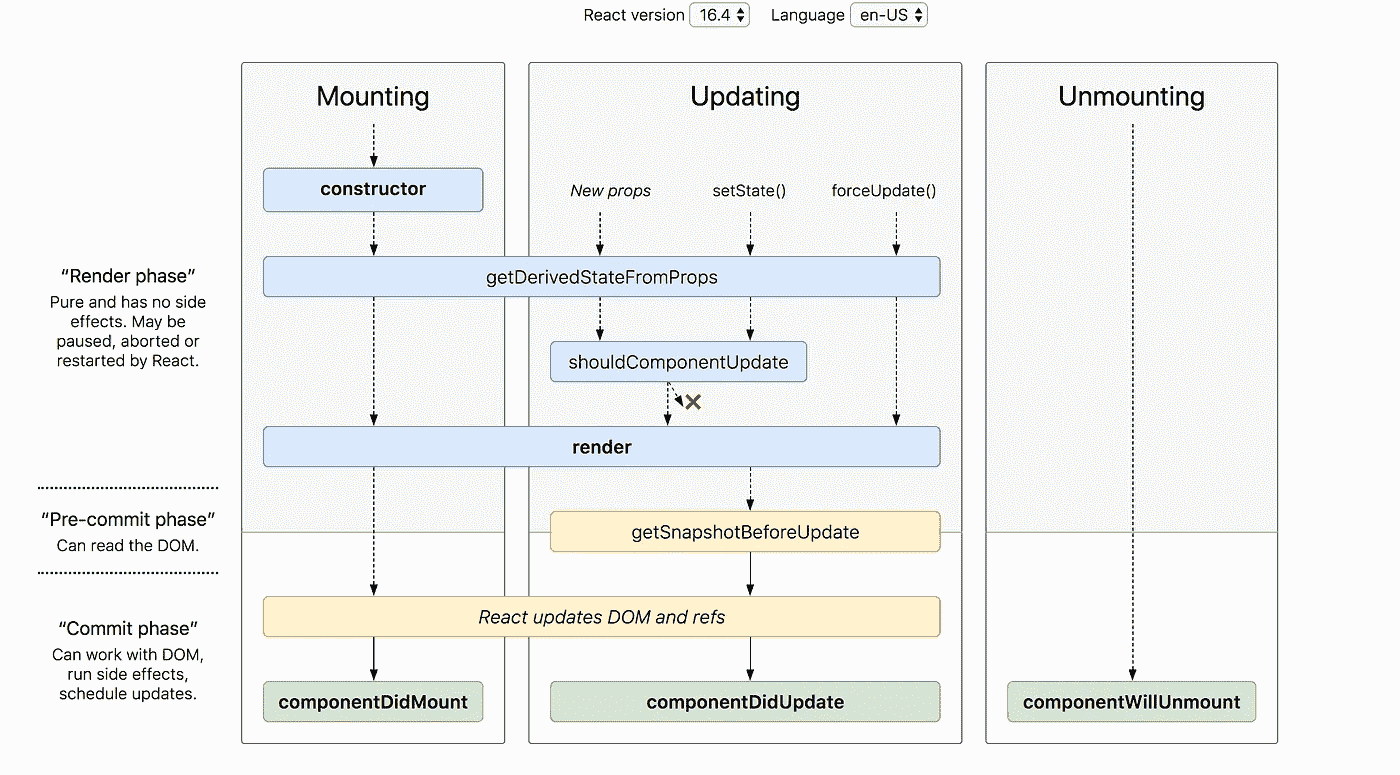 React version 16.4 Language en-US
Mounting
Updating
Unmounting
constructor
New props
setState()
forceUpdate()
“Render phase”
Pure and has no side
effects. May be
paused, aborted or
restarted by React.
getDerivedStateFromProps
shouldComponentUpdate
render
“Pre-commit phase”
Can read the DOM.
getSnapshotBeforeUpdate
“Commit phase”
Can work with DOM,
run side effects,
schedule updates.
React updates DOM and refs
componentDidMount
componentDidUpdate
componentWillUnmount